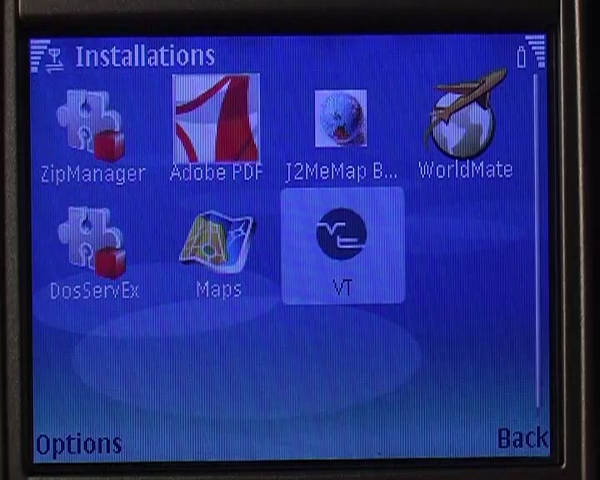 Installations
ZipManager Adobe PDF J2MeMap B... WorldMate
DosServEx Maps VT
Options Back